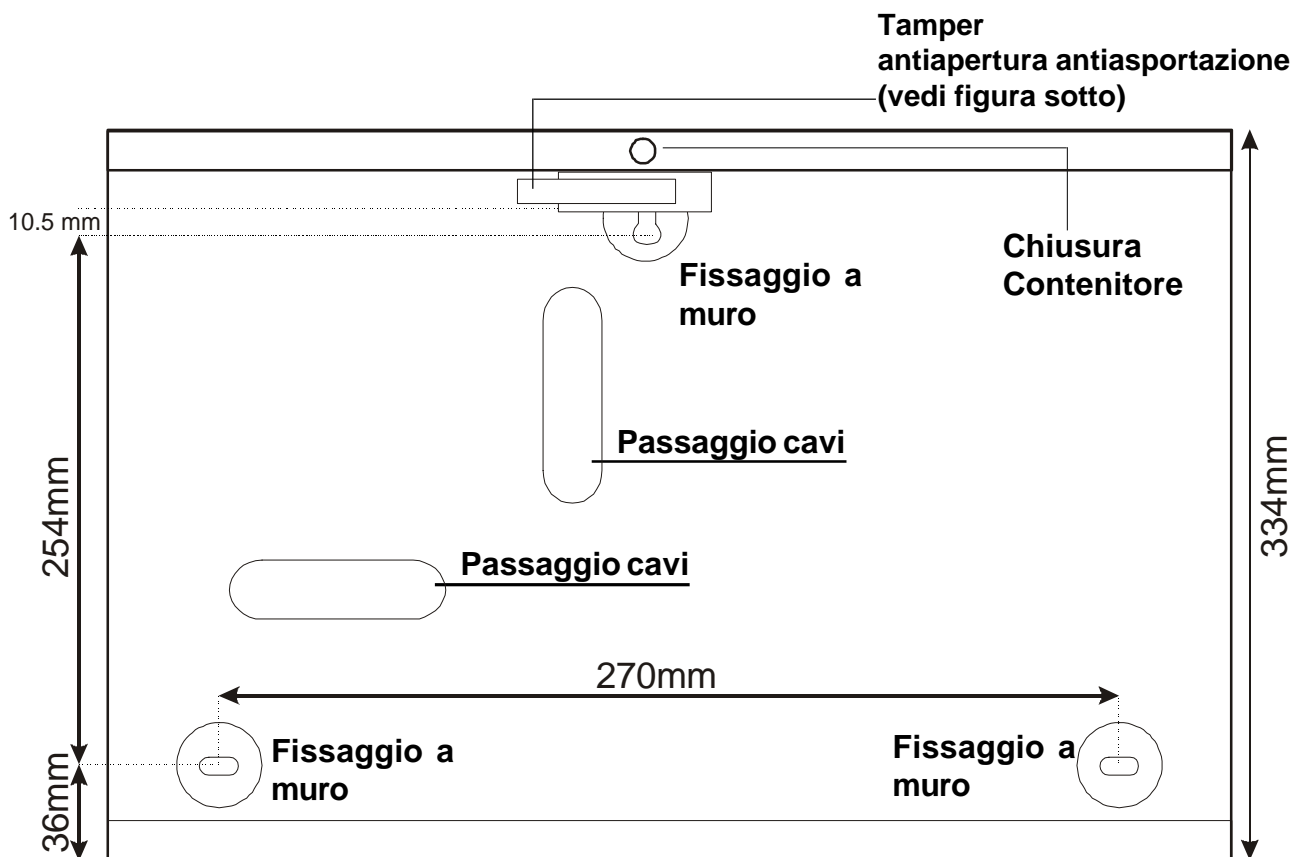 Tamper
antiapertura antiasportazione
(vedi figura sotto)
10.5 mm
Chiusura
Contenitore
Fissaggio a
muro
Passaggio cavi
254mm
334mm
Passaggio cavi
270mm
Fissaggio a
muro
Fissaggio a
muro
36mm